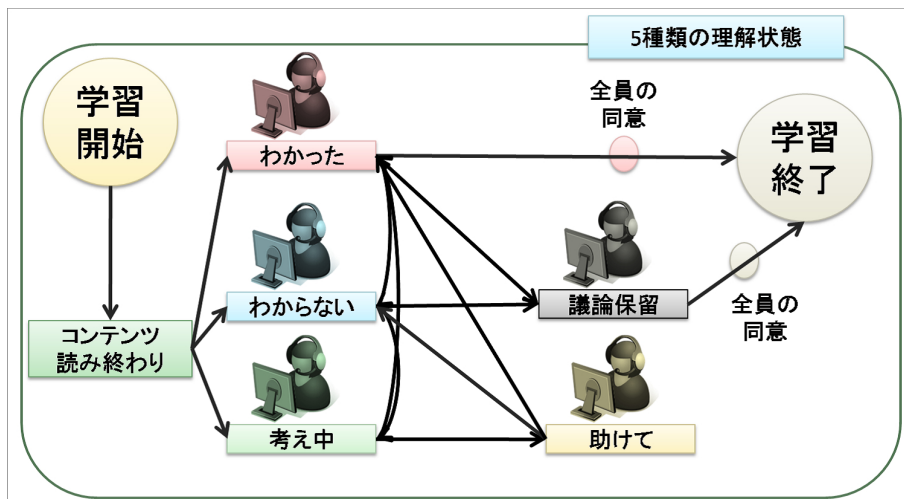 5種類の理解状態
学習
開始
わかった
全員の
同意
学習
終了
わからない
議論保留
全員の
同意
コンテンツ
読み終わり
考え中
助けて